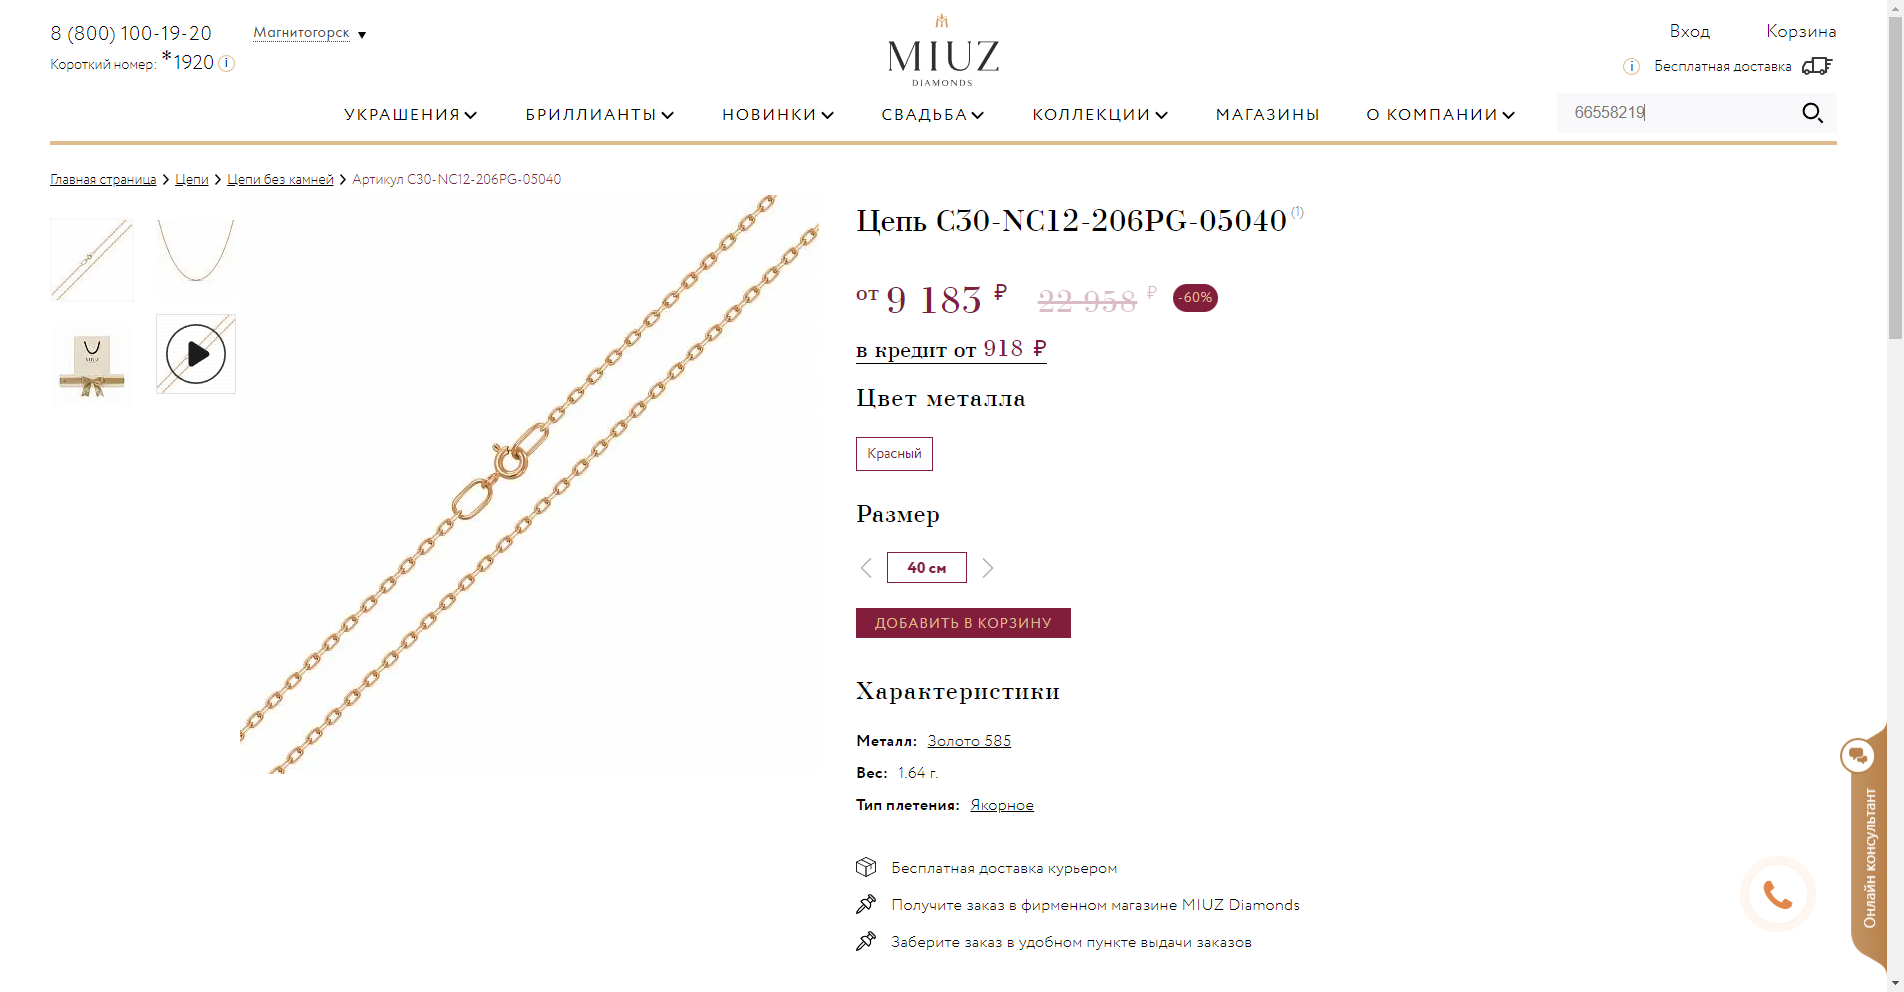 8 (800) 100-19-20
Магнитогорск
Короткий номер: *1920
MIUZ
DIAMONDS
Вход
Корзина
Бесплатная доставка
УКРАШЕНИЯ
БРИЛЛИАНТЫ
НОВИНКИ
СВАДЬБА
КОЛЛЕКЦИИ
МАГАЗИНЫ
О КОМПАНИИ
66558219
Главная страница
Цепи
Цепи без камней
Артикул C30-NC12-206PG-05040
MIUZ
Цепь C30-NC12-206PG-05040 (1)
от 9 183 ₽ 22 958 ₽ -60%
в кредит от 918 ₽
Цвет металла
Красный
Размер
40 см
ДОБАВИТЬ В КОРЗИНУ
Характеристики
Металл: Золото 585
Вес: 1.64 г.
Тип плетения: Якорное
Бесплатная доставка курьером
Получите заказ в фирменном магазине MIUZ Diamonds
Заберите заказ в удобном пункте выдачи заказов
Онлайн консультант